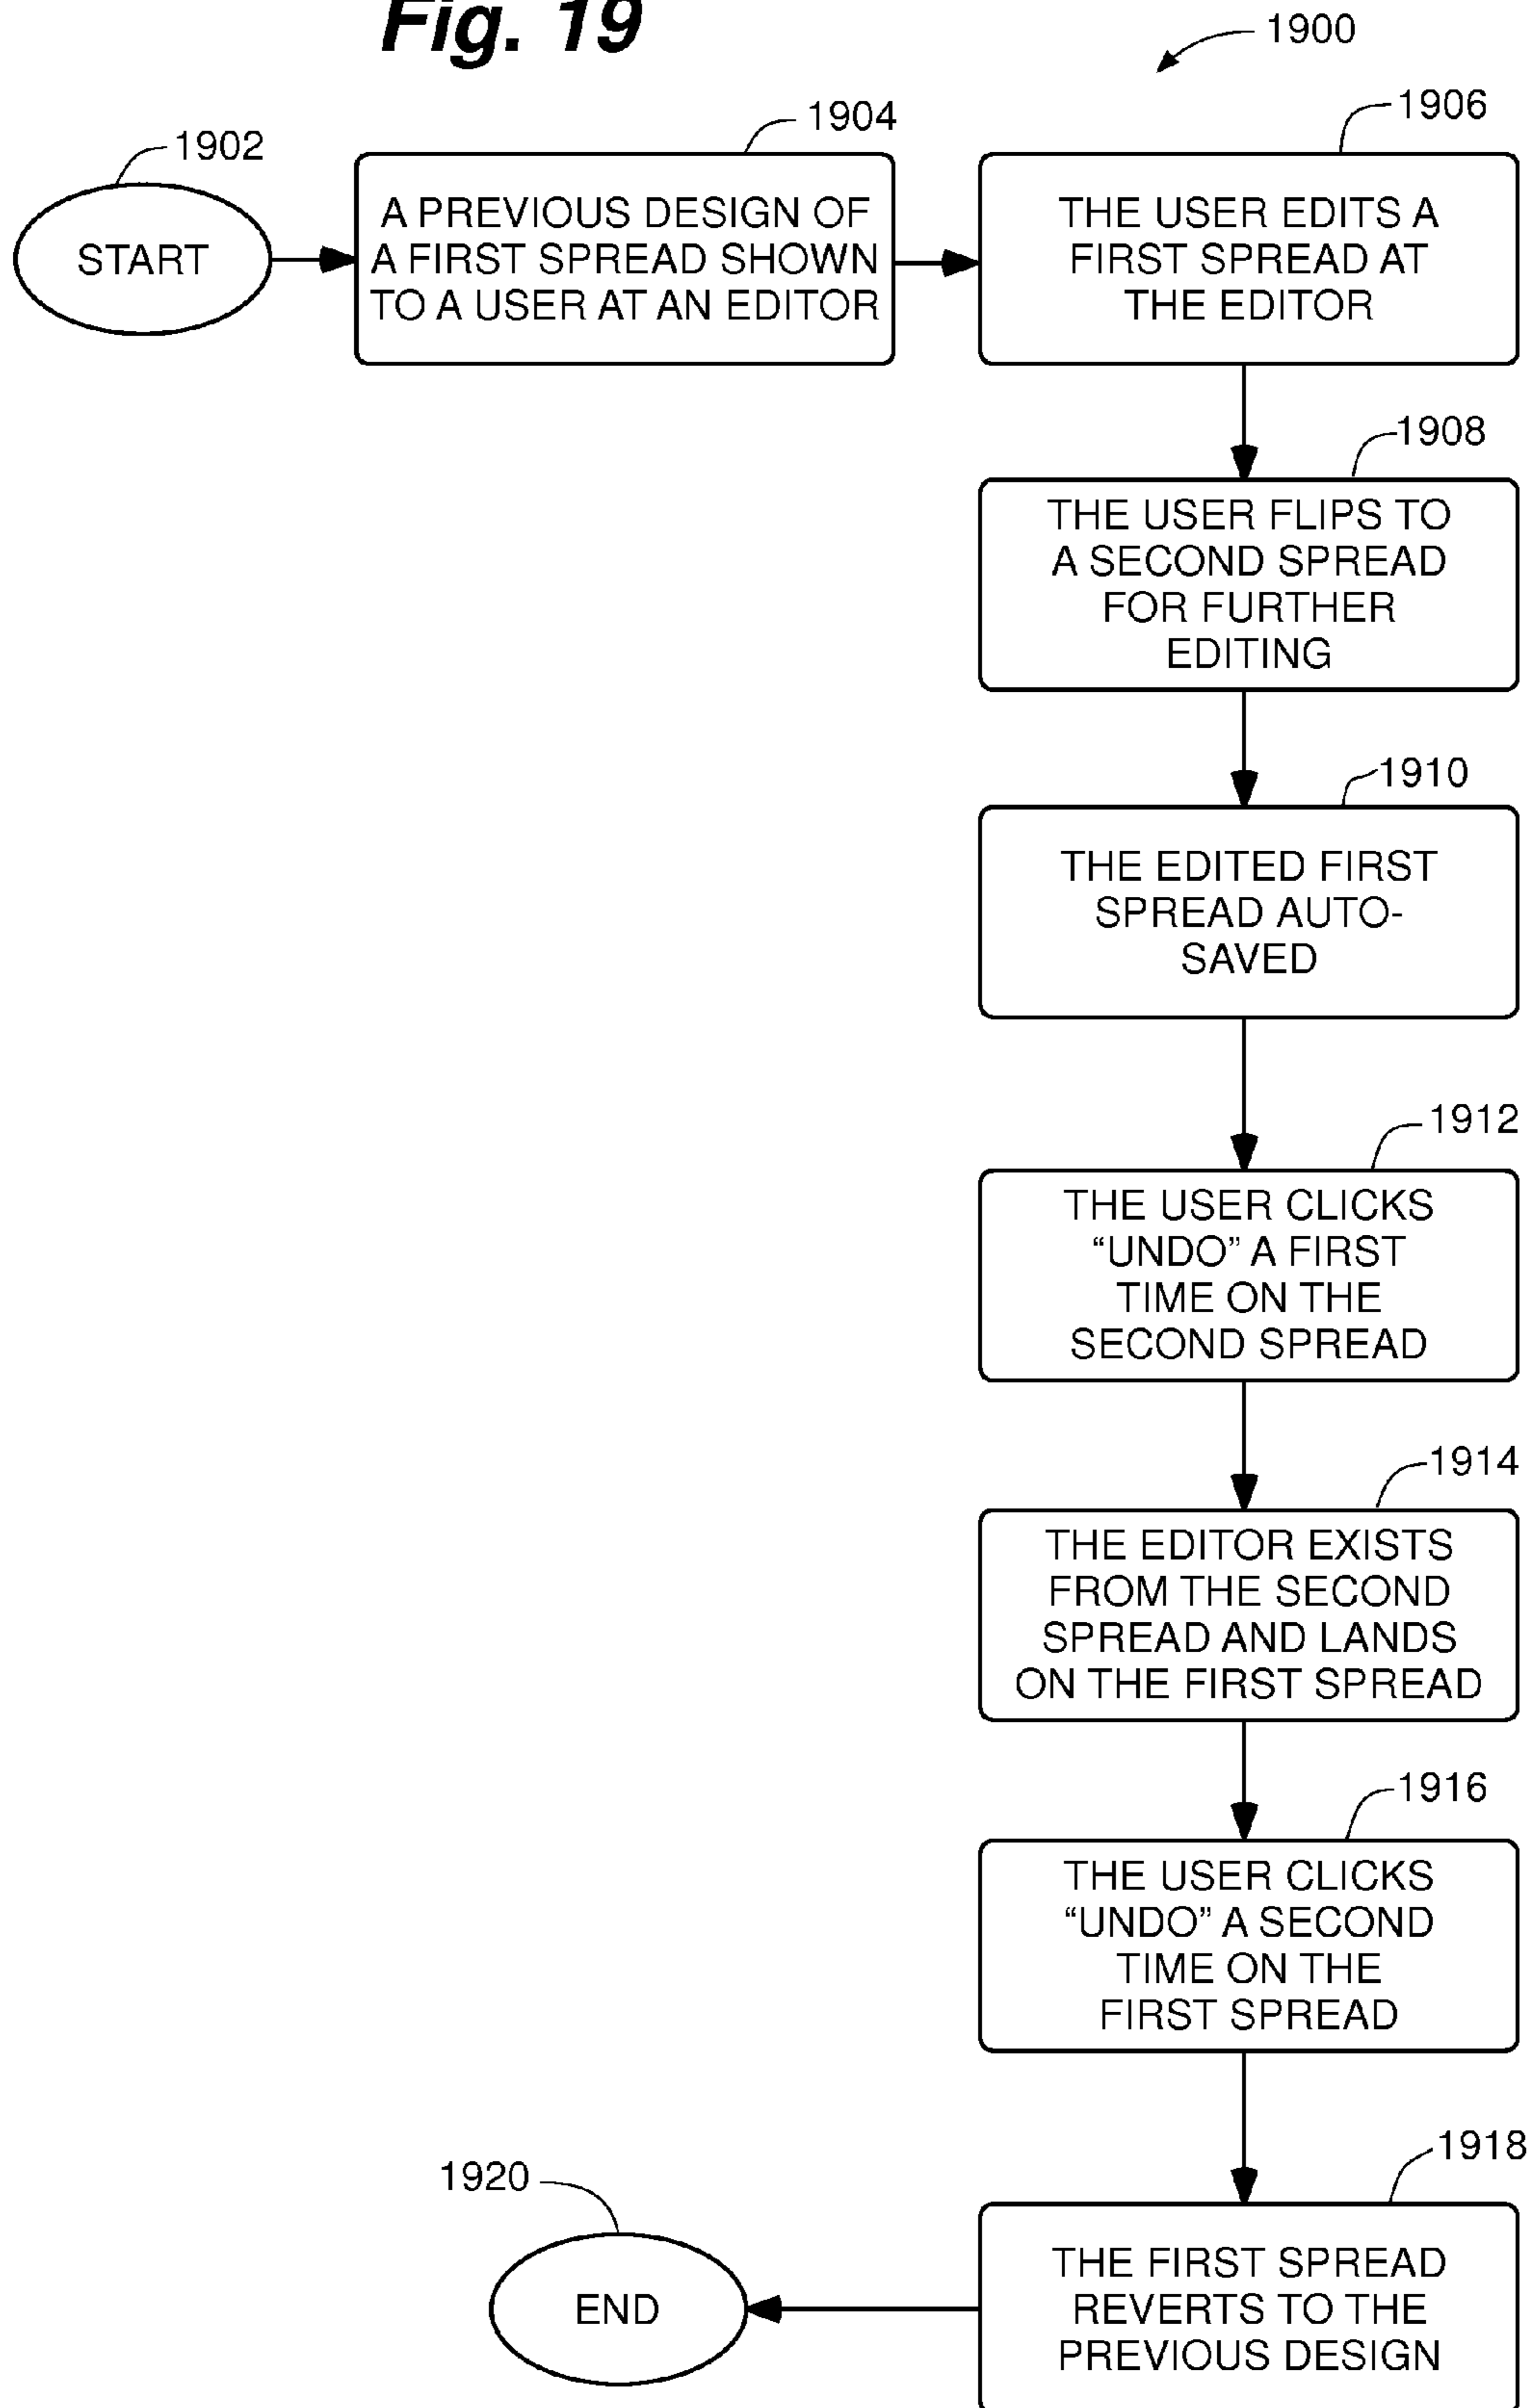 Fig. 19
1900
1902
START
1904
A PREVIOUS DESIGN OF
A FIRST SPREAD SHOWN
TO A USER AT AN EDITOR
1906
THE USER EDITS A
FIRST SPREAD AT
THE EDITOR
1908
THE USER FLIPS TO
A SECOND SPREAD
FOR FURTHER
EDITING
1910
THE EDITED FIRST
SPREAD AUTO-
SAVED
1912
THE USER CLICKS
“UNDO” A FIRST
TIME ON THE
SECOND SPREAD
1914
THE EDITOR EXISTS
FROM THE SECOND
SPREAD AND LANDS
ON THE FIRST SPREAD
1916
THE USER CLICKS
“UNDO” A SECOND
TIME ON THE
FIRST SPREAD
1918
THE FIRST SPREAD
REVERTS TO THE
PREVIOUS DESIGN
1920
END